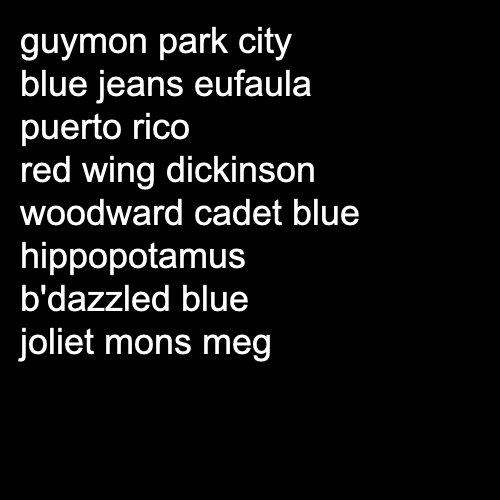 guymon park city
blue jeans eufaula
puerto rico
red wing dickinson
woodward cadet blue
hippopotamus
b'dazzled blue
joliet mons meg